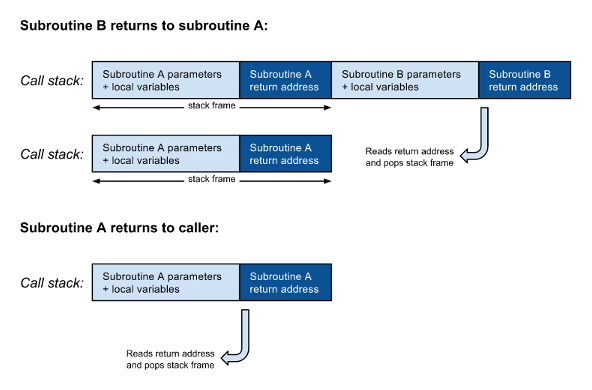 Subroutine B returns to subroutine A:
Call stack:
Subroutine A parameters
+ local variables
Subroutine A
return address
Subroutine B parameters
+ local variables
Subroutine B
return address
stack frame
Reads return address
and pops stack frame
Call stack:
Subroutine A parameters
+ local variables
Subroutine A
return address
stack frame
Subroutine A returns to caller:
Call stack:
Subroutine A parameters
+ local variables
Subroutine A
return address
Reads return address
and pops stack frame